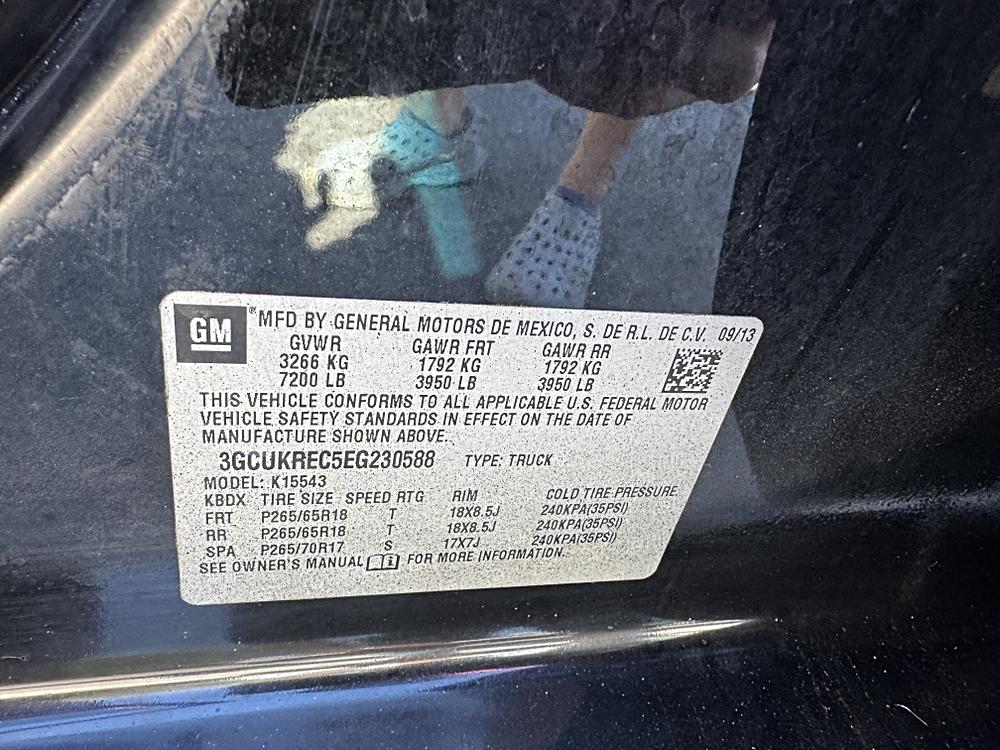 GM
® MFD BY GENERAL MOTORS DE MEXICO, S. DE R.L. DE C.V. 09/13
GVWR GAWR FRT GAWR RR
3266 KG 1792 KG 1792 KG
7200 LB 3950 LB 3950 LB
THIS VEHICLE CONFORMS TO ALL APPLICABLE U.S. FEDERAL MOTOR
VEHICLE SAFETY STANDARDS IN EFFECT ON THE DATE OF
MANUFACTURE SHOWN ABOVE.
3GCUKREC5EG230588 TYPE: TRUCK
MODEL: K15543
KBDX TIRE SIZE SPEED RTG RIM COLD TIRE PRESSURE
FRT P265/65R18 T 18X8.5J 240KPA(35PSI)
RR P265/65R18 T 18X8.5J 240KPA(35PSI)
SPA P265/70R17 S 17X7J 240KPA(35PSI)
SEE OWNER'S MANUAL FOR MORE INFORMATION.